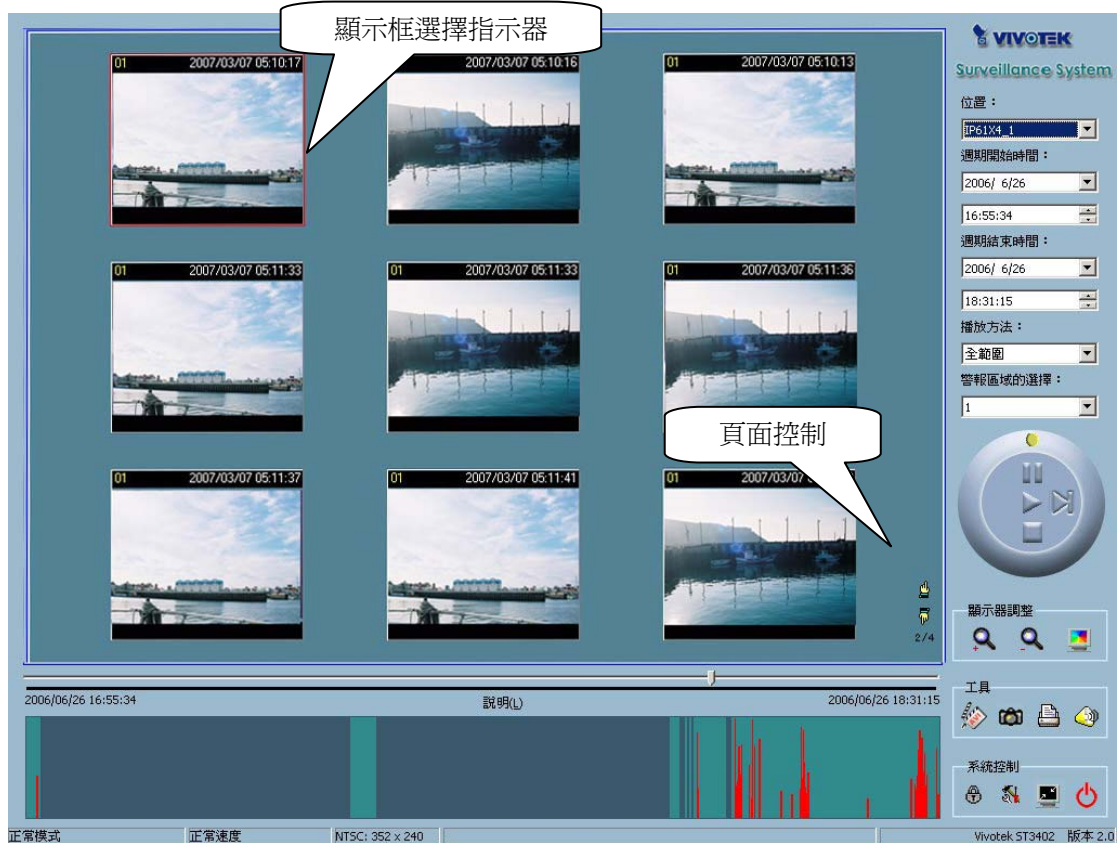 顯示框選擇指示器
01 2007/03/07 05:10:17
01 2007/03/07 05:10:16
01 2007/03/07 05:10:13
01 2007/03/07 05:11:33
01 2007/03/07 05:11:33
01 2007/03/07 05:11:36
頁面控制
01 2007/03/07 05:11:37
01 2007/03/07 05:11:41
01 2007/03/07
2/4
2006/06/26 16:55:34
說明(L)
2006/06/26 18:31:15
VIVOTEK
Surveillance System
位置：
IP61X4_1
週期開始時間：
2006/ 6/26
16:55:34
週期結束時間：
2006/ 6/26
18:31:15
播放方法：
全範圍
警報區域的選擇：
1
顯示器調整
工具
AVI
系統控制
正常模式
正常速度
NTSC: 352 x 240
Vivotek ST3402 版本 2.0